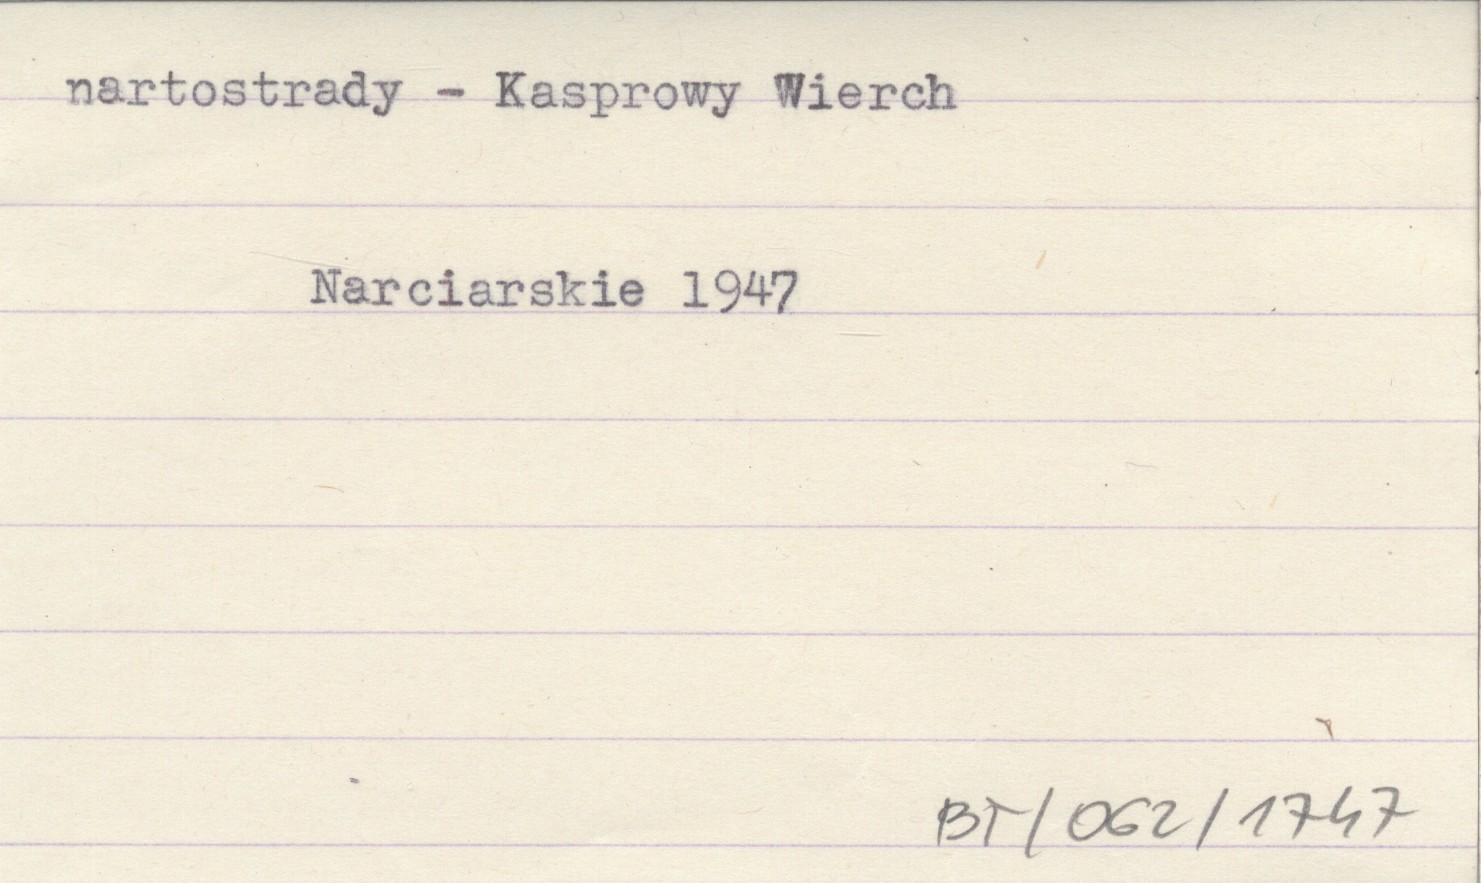 nartostrady - Kasprowy Wierch
Narciarskie 1947
BT/062/1747